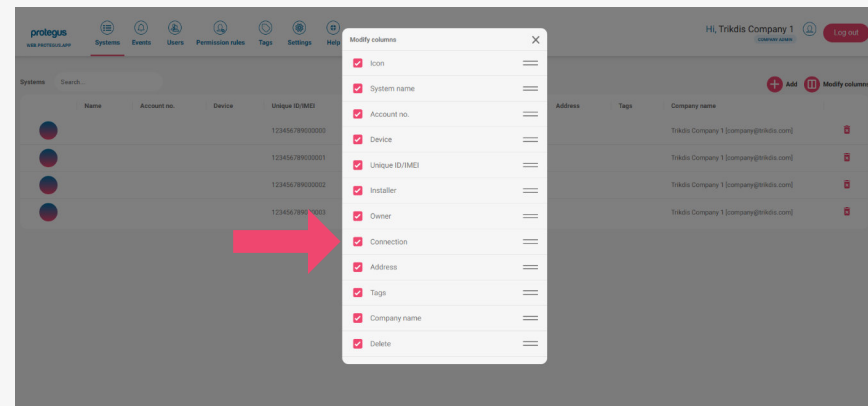 protegus
WEB PROTEGUS APP
Systems Events Users Permission rules Tags Settings Help
Hi, Trikdis Company 1
COMPANY ADMIN
Log out
Modify columns
Systems Search...
Add Modify columns
Name Account no. Device Unique ID/IMEI Address Tags Company name
123456789000000 Trikdis Company 1 [company@trikdis.com]
123456789000001 Trikdis Company 1 [company@trikdis.com]
123456789000002 Trikdis Company 1 [company@trikdis.com]
Trikdis Company 1 [company@trikdis.com]
Icon
System name
Account no.
Device
Unique ID/IMEI
Installer
Owner
Connection
Address
Tags
Company name
Delete